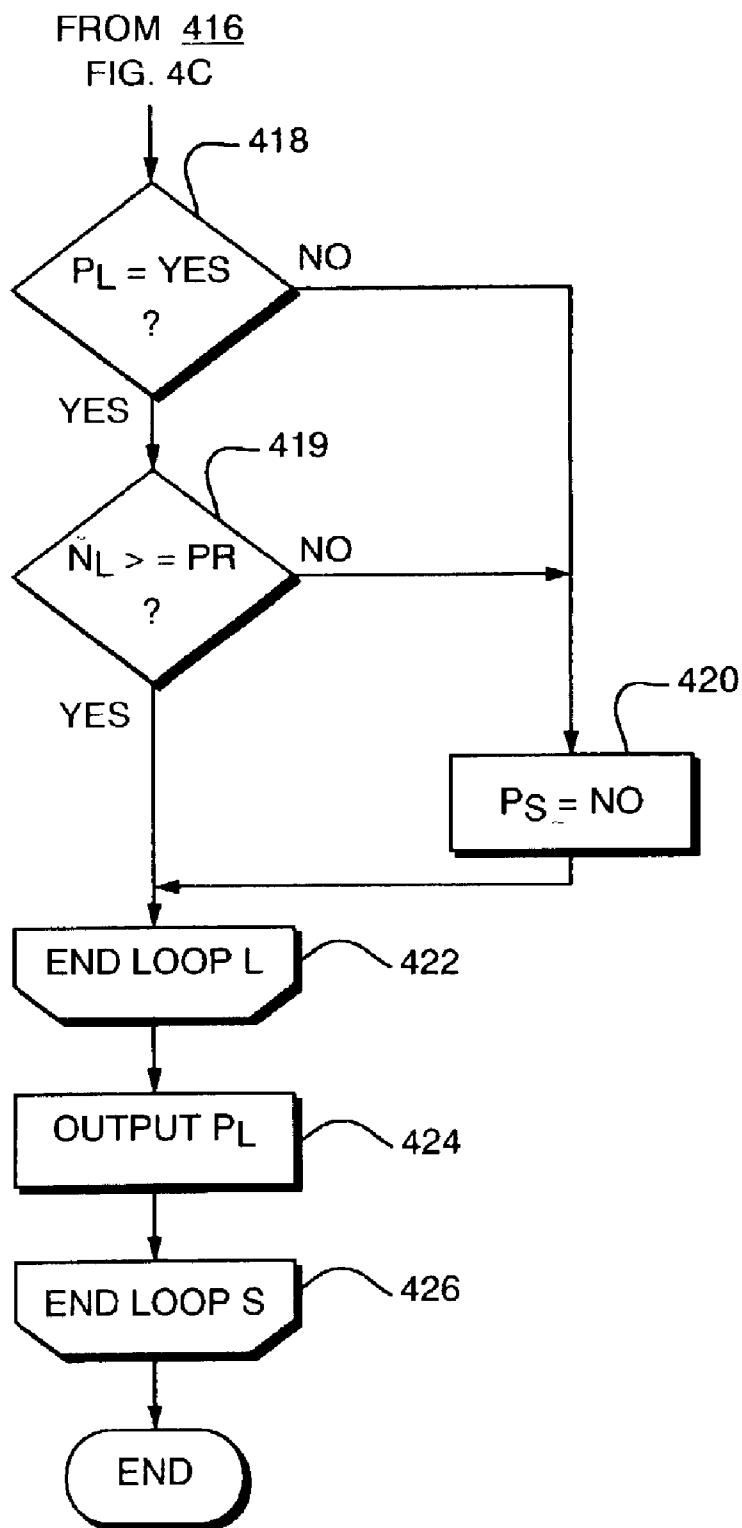 FROM 416
FIG. 4C
418
PL = YES
?
NO
YES
419
ÑL > = PR
?
NO
YES
420
PS = NO
END LOOP L
422
OUTPUT PL
424
END LOOP S
426
END